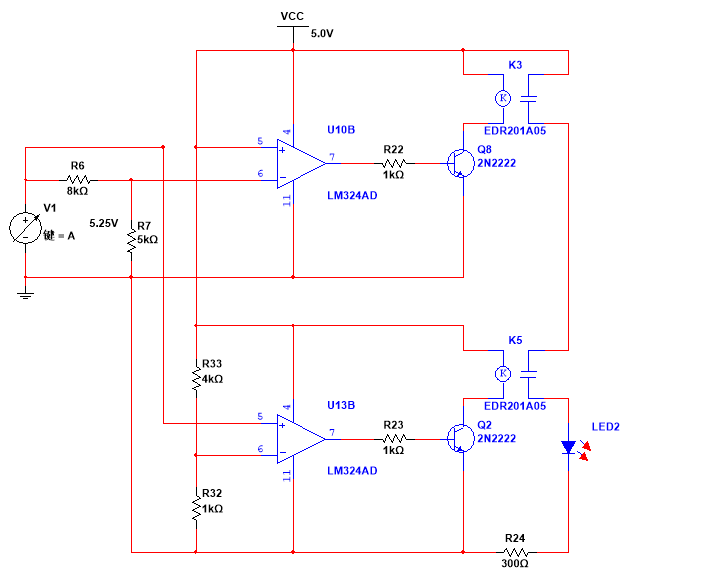 VCC
5.0V
K3
K
EDR201A05
U10B
4
5
+
6
−
7
11
LM324AD
R22
1kΩ
Q8
2N2222
R6
8kΩ
V1
+
−
键 = A
5.25V
R7
5kΩ
K5
K
EDR201A05
R33
4kΩ
U13B
4
5
+
6
−
7
11
LM324AD
R23
1kΩ
Q2
2N2222
LED2
R32
1kΩ
R24
300Ω